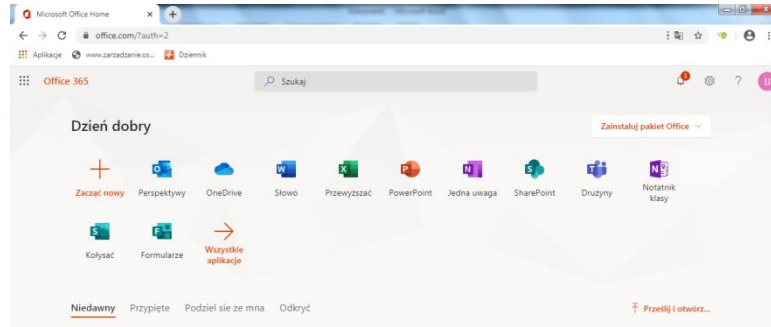 Microsoft Office Home
office.com/?auth=2
Aplikacje www.zarzadzanie.os... Dziennik
Office 365 Szukaj
Dzień dobry Zainstaluj pakiet Office
Zacząć nowy Perspektywy OneDrive Słowo Przewyższać PowerPoint Jedna uwaga SharePoint Drużyny Notatnik klasy
Kołysać Formularze Wszystkie aplikacje
Niedawny Przypięte Podziel sie ze mna Odkryć Prześlij i otwórz...